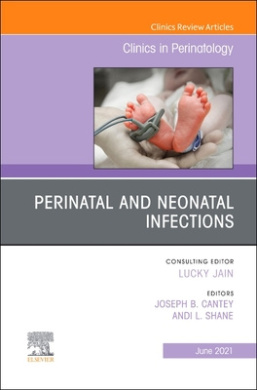 Clinics Review Articles
Clinics in Perinatology
PERINATAL AND NEONATAL
INFECTIONS
CONSULTING EDITOR
LUCKY JAIN
EDITORS
JOSEPH B. CANTEY
ANDI L. SHANE
ELSEVIER
June 2021